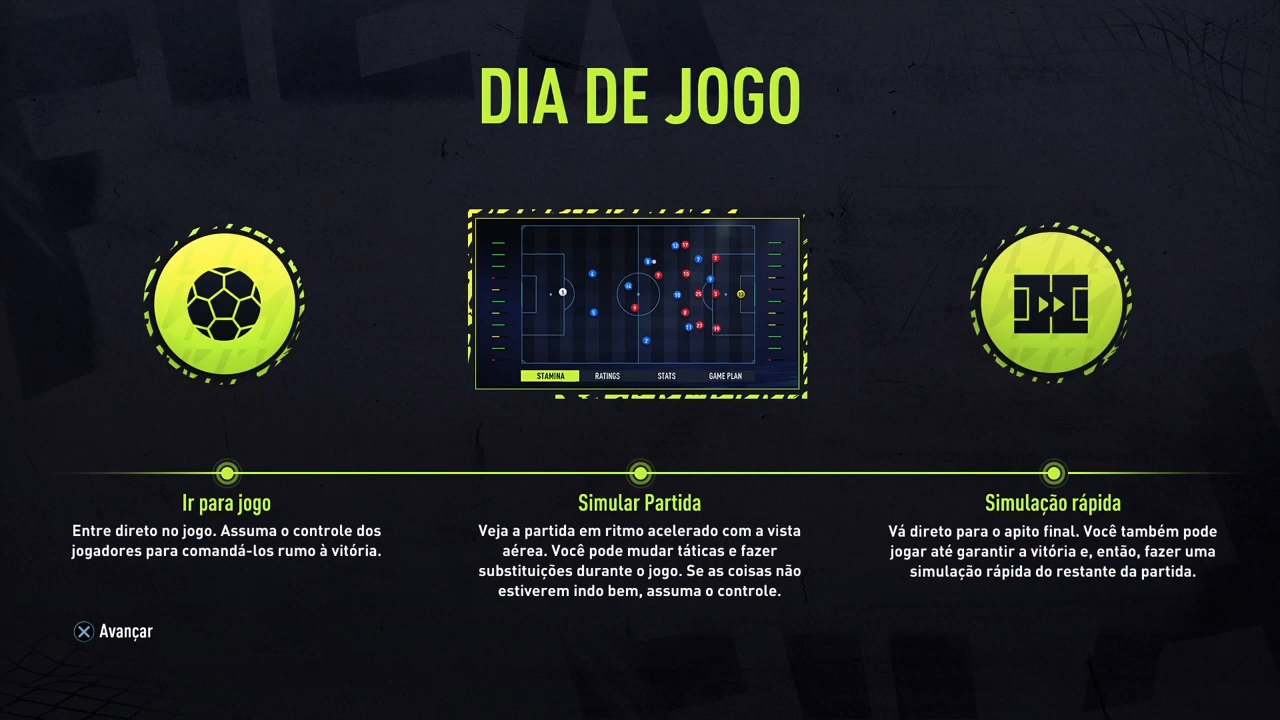 DIA DE JOGO
STAMINA RATINGS STATS GAME PLAN
Ir para jogo
Entre direto no jogo. Assuma o controle dos
jogadores para comandá-los rumo à vitória.
Simular Partida
Veja a partida em ritmo acelerado com a vista
aérea. Você pode mudar táticas e fazer
substituições durante o jogo. Se as coisas não
estiverem indo bem, assuma o controle.
Simulação rápida
Vá direto para o apito final. Você também pode
jogar até garantir a vitória e, então, fazer uma
simulação rápida do restante da partida.
Avançar